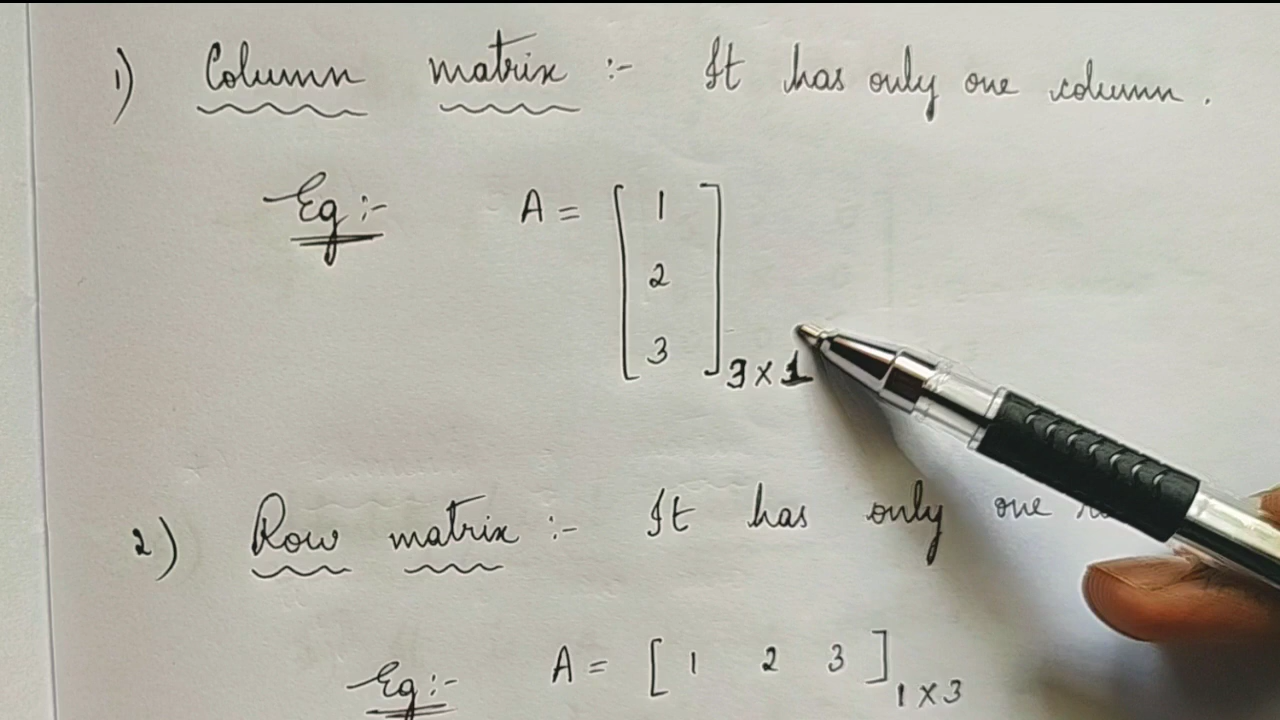 1) Column matrix :- It has only one column.
Eg :- A = [ 1
2
3 ] 3 x 1
2) Row matrix :- It has only one
Eg :- A = [ 1 2 3 ] 1 x 3